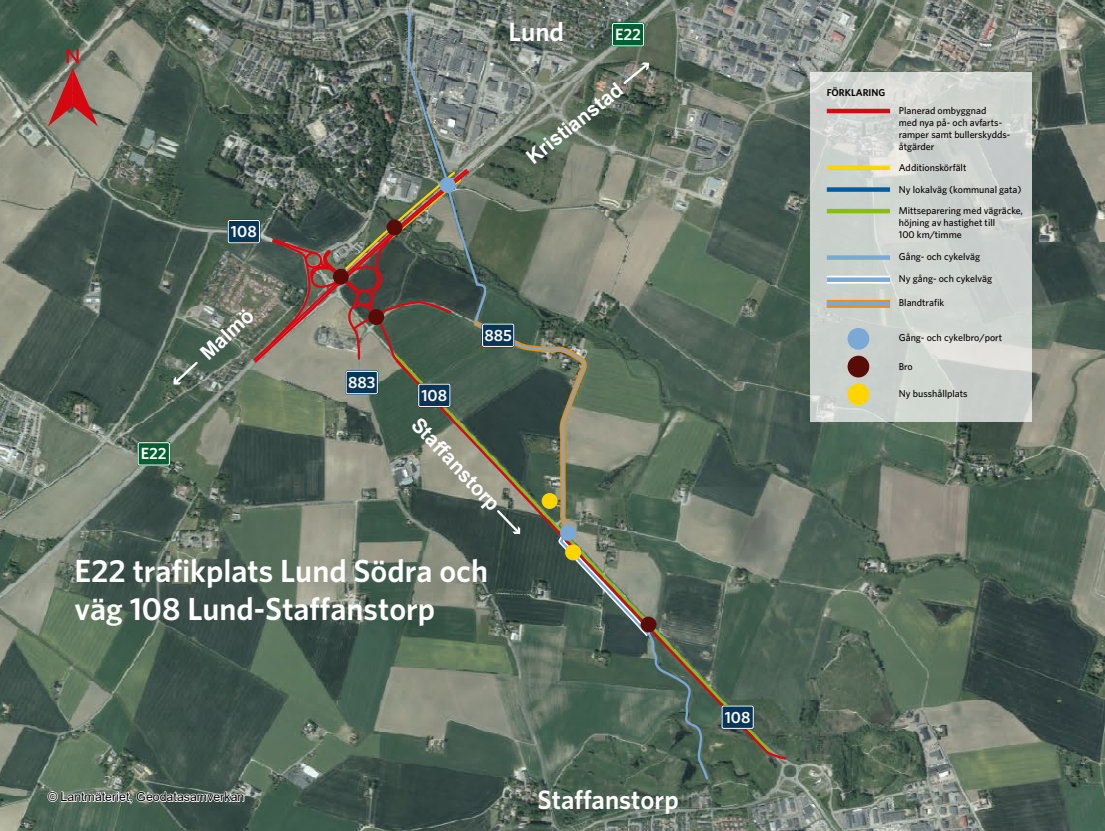 Lund
E22
N
Kristianstad
FÖRKLARING
Planerad ombyggnad
med nya på- och avfarts-
ramper samt bullerskydds-
åtgärder
Additionskörfält
Ny lokalväg (kommunal gata)
Mittseparering med vägräcke,
höjning av hastighet till
100 km/timme
Gång- och cykelväg
Ny gång- och cykelväg
Blandtrafik
Gång- och cykelbro/port
Bro
Ny busshållplats
108
Malmö
885
883
108
E22
Staffanstorp
E22 trafikplats Lund Södra och
väg 108 Lund-Staffanstorp
108
© Lantmäteriet, Geodatasamverkan
Staffanstorp